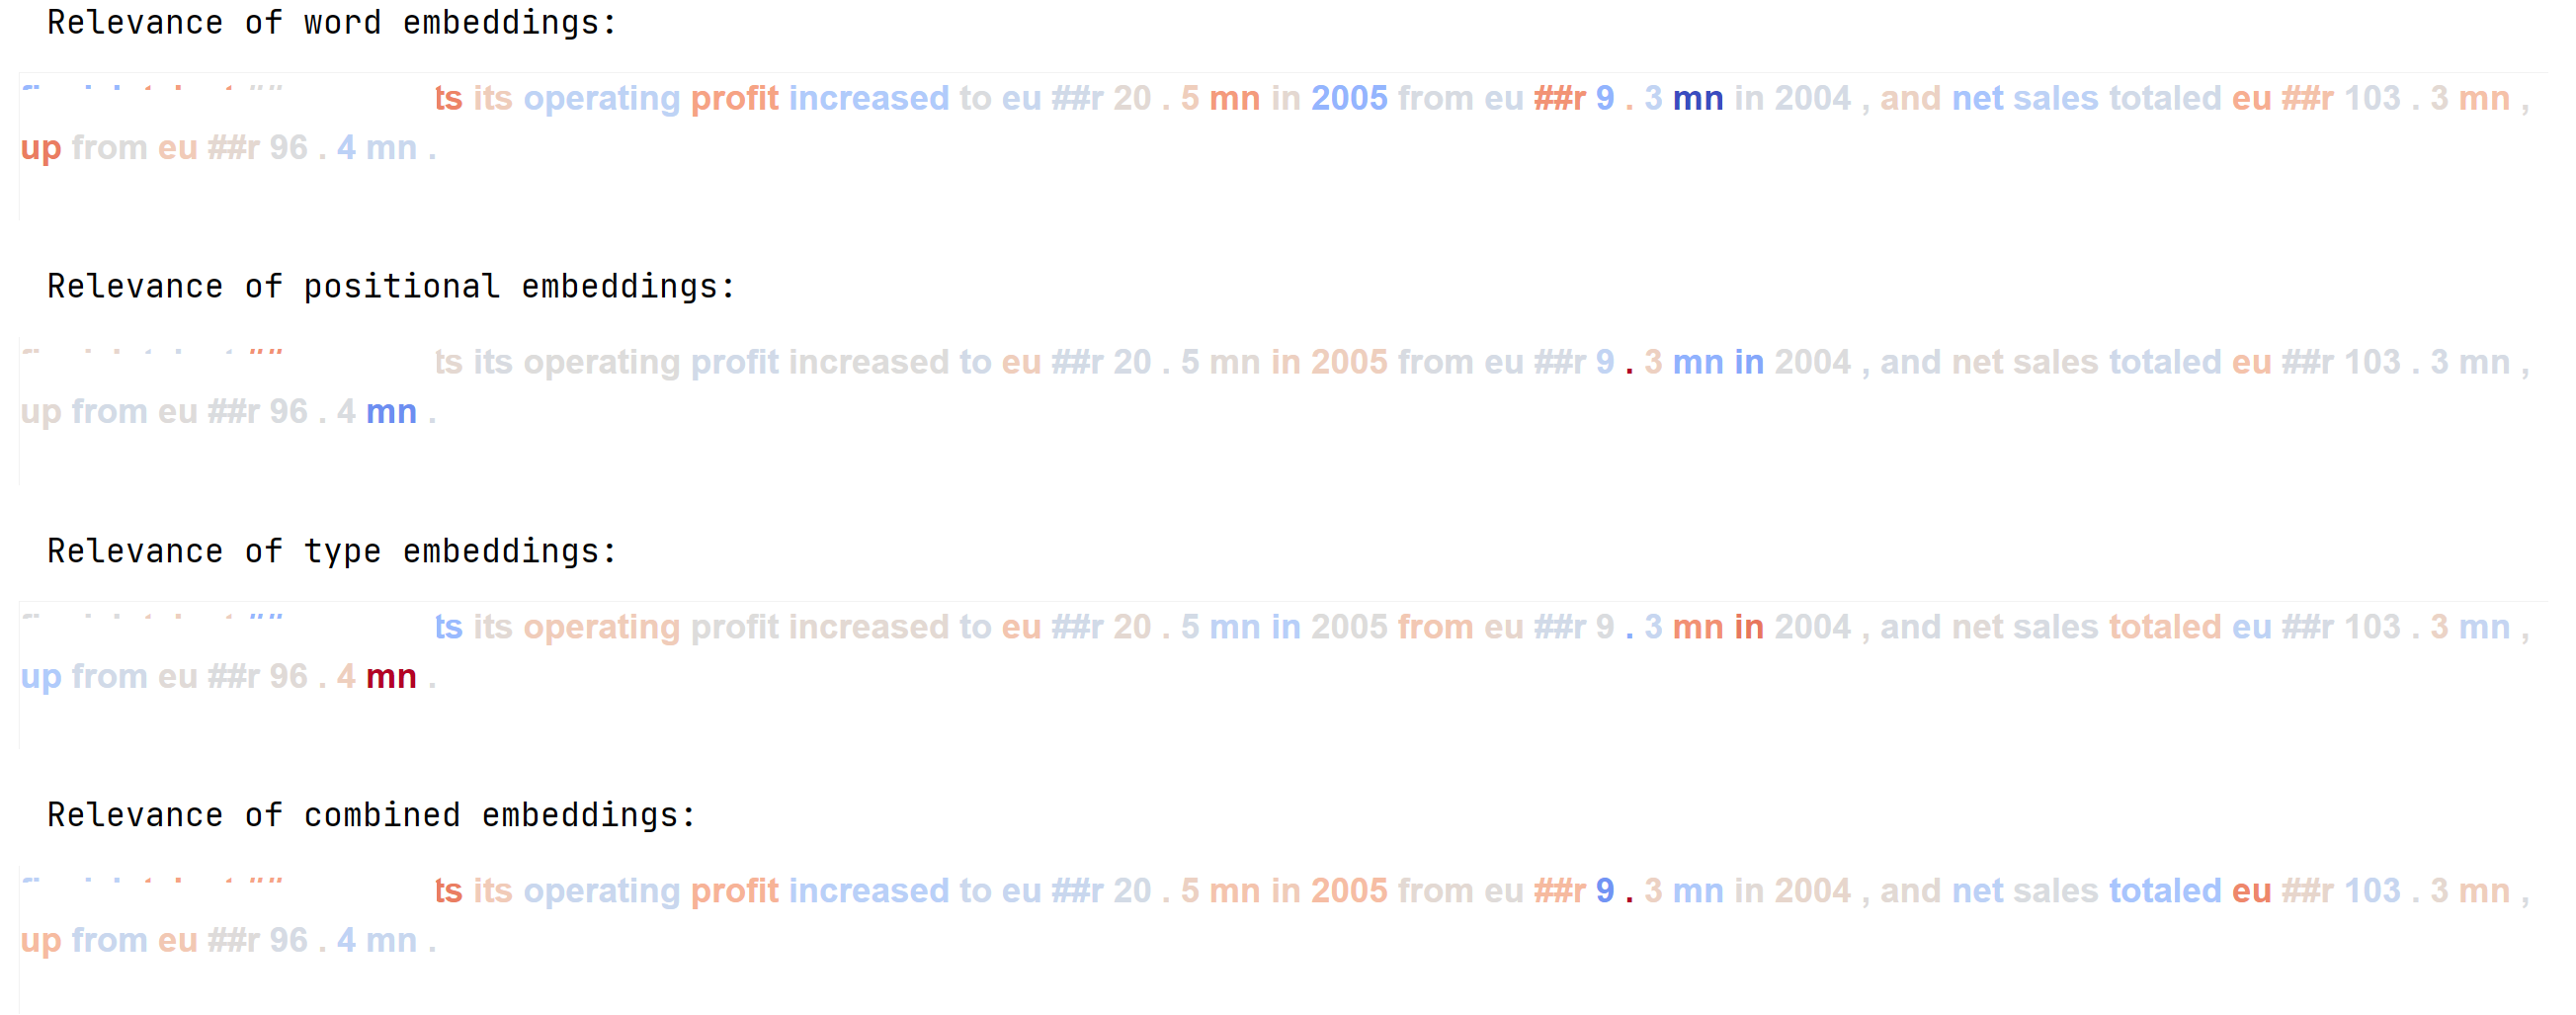 Relevance of word embeddings:
ts its operating profit increased to eu ##r 20 . 5 mn in 2005 from eu ##r 9 . 3 mn in 2004 , and net sales totaled eu ##r 103 . 3 mn ,
up from eu ##r 96 . 4 mn .
Relevance of positional embeddings:
ts its operating profit increased to eu ##r 20 . 5 mn in 2005 from eu ##r 9 . 3 mn in 2004 , and net sales totaled eu ##r 103 . 3 mn ,
up from eu ##r 96 . 4 mn .
Relevance of type embeddings:
ts its operating profit increased to eu ##r 20 . 5 mn in 2005 from eu ##r 9 . 3 mn in 2004 , and net sales totaled eu ##r 103 . 3 mn ,
up from eu ##r 96 . 4 mn .
Relevance of combined embeddings:
ts its operating profit increased to eu ##r 20 . 5 mn in 2005 from eu ##r 9 . 3 mn in 2004 , and net sales totaled eu ##r 103 . 3 mn ,
up from eu ##r 96 . 4 mn .